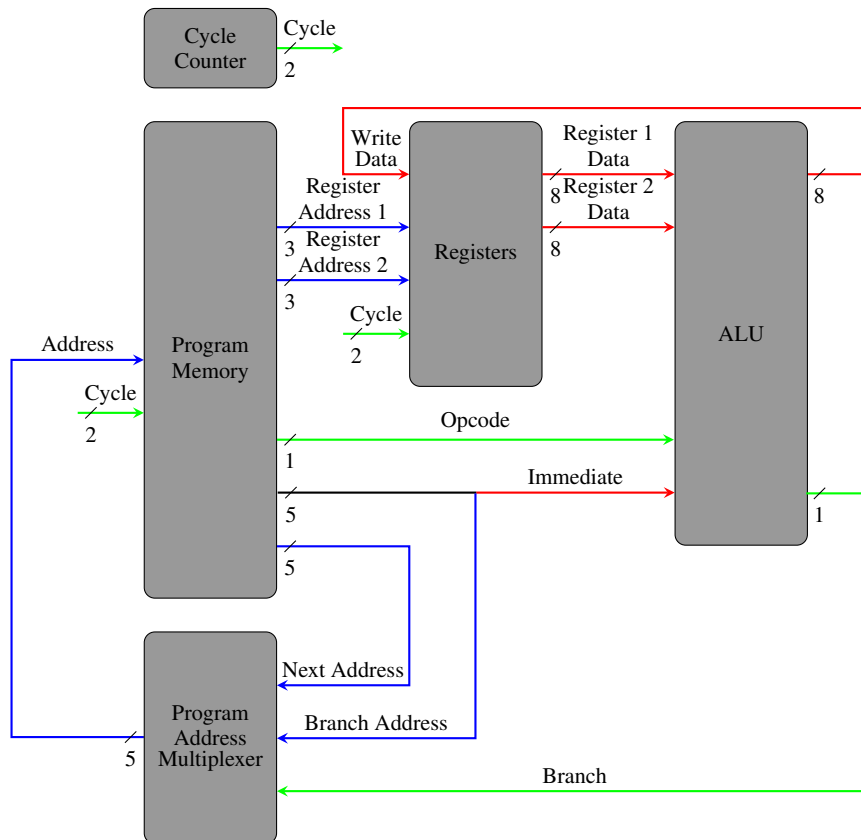 Cycle
Counter
Cycle
2
Write
Data
Register 1
Data
8
Register 2
Data
8
8
Register
Address 1
3
Register
Address 2
3
Registers
Cycle
2
ALU
Address
Program
Memory
Cycle
2
Opcode
1
Immediate
5
1
5
Next Address
Program
Address
Multiplexer
Branch Address
5
Branch